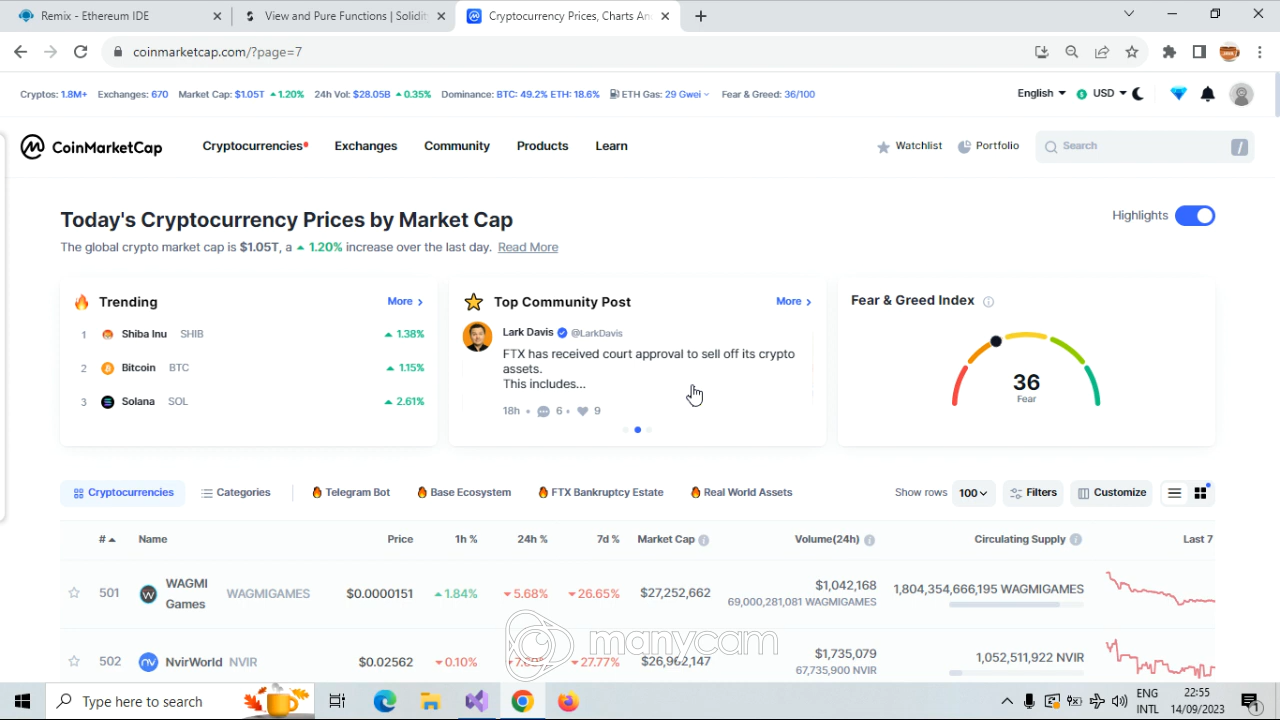 Remix - Ethereum IDE
View and Pure Functions | Solidity
Cryptocurrency Prices, Charts An
coinmarketcap.com/?page=7
Cryptos: 1.8M+ Exchanges: 670 Market Cap: $1.05T 1.20% 24h Vol: $28.05B 0.35% Dominance: BTC: 49.2% ETH: 18.6% ETH Gas: 29 Gwei Fear & Greed: 36/100
English USD
CoinMarketCap
Cryptocurrencies Exchanges Community Products Learn
Watchlist Portfolio Search /
Today's Cryptocurrency Prices by Market Cap
Highlights
The global crypto market cap is $1.05T, a 1.20% increase over the last day. Read More
Trending More >
1 Shiba Inu SHIB 1.38%
2 Bitcoin BTC 1.15%
3 Solana SOL 2.61%
Top Community Post More >
Lark Davis @LarkDavis
FTX has received court approval to sell off its crypto
assets.
This includes...
18h • 6 • 9
Fear & Greed Index
36
Fear
Cryptocurrencies Categories Telegram Bot Base Ecosystem FTX Bankruptcy Estate Real World Assets Show rows 100 Filters Customize
# Name Price 1h % 24h % 7d % Market Cap Volume(24h) Circulating Supply Last 7
501 WAGMI Games WAGMIGAMES $0.0000151 1.84% 5.68% 26.65% $27,252,662 $1,042,168 1,804,354,666,195 WAGMIGAMES
69,000,281,081 WAGMIGAMES
502 NvirWorld NVIR $0.02562 0.10% 27.77% $26,962,147 $1,735,079 1,052,511,922 NVIR
67,735,900 NVIR
manycam
Type here to search
ENG
INTL
22:55
14/09/2023
1